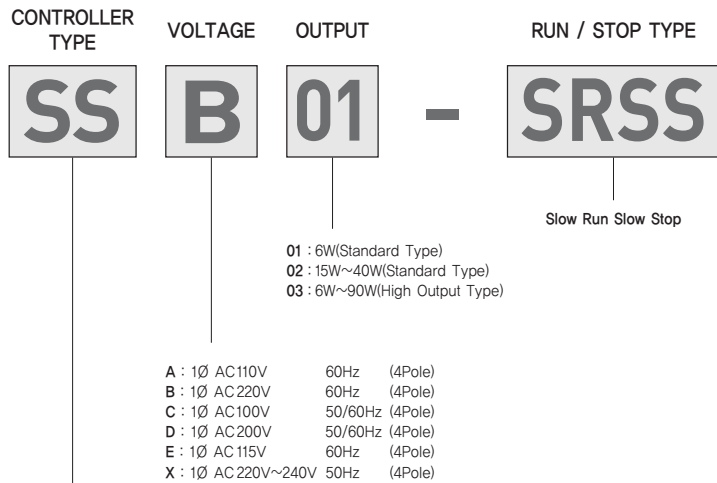 CONTROLLER
TYPE
VOLTAGE
OUTPUT
RUN / STOP TYPE
SS
B
01
-
SRSS
Slow Run Slow Stop
01 : 6W(Standard Type)
02 : 15W~40W(Standard Type)
03 : 6W~90W(High Output Type)
A : 1Ø AC110V 60Hz (4Pole)
B : 1Ø AC220V 60Hz (4Pole)
C : 1Ø AC100V 50/60Hz (4Pole)
D : 1Ø AC200V 50/60Hz (4Pole)
E : 1Ø AC115V 60Hz (4Pole)
X : 1Ø AC220V~240V 50Hz (4Pole)